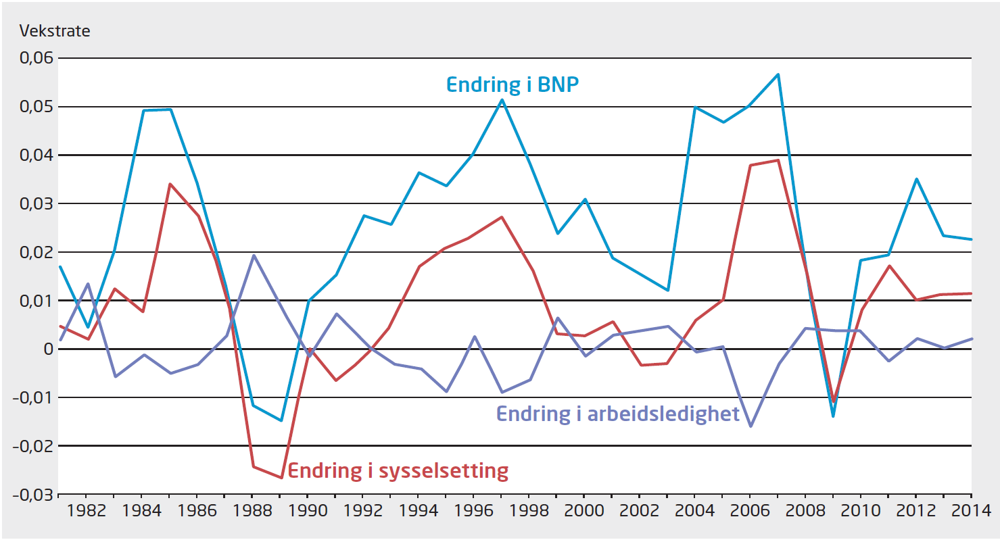 Vekstrate
0,06
Endring i BNP
0,05
0,04
0,03
0,02
0,01
0
-0,01
Endring i arbeidsledighet
-0,02
Endring i sysselsetting
-0,03
1982 1984 1986 1988 1990 1992 1994 1996 1998 2000 2002 2004 2006 2008 2010 2012 2014